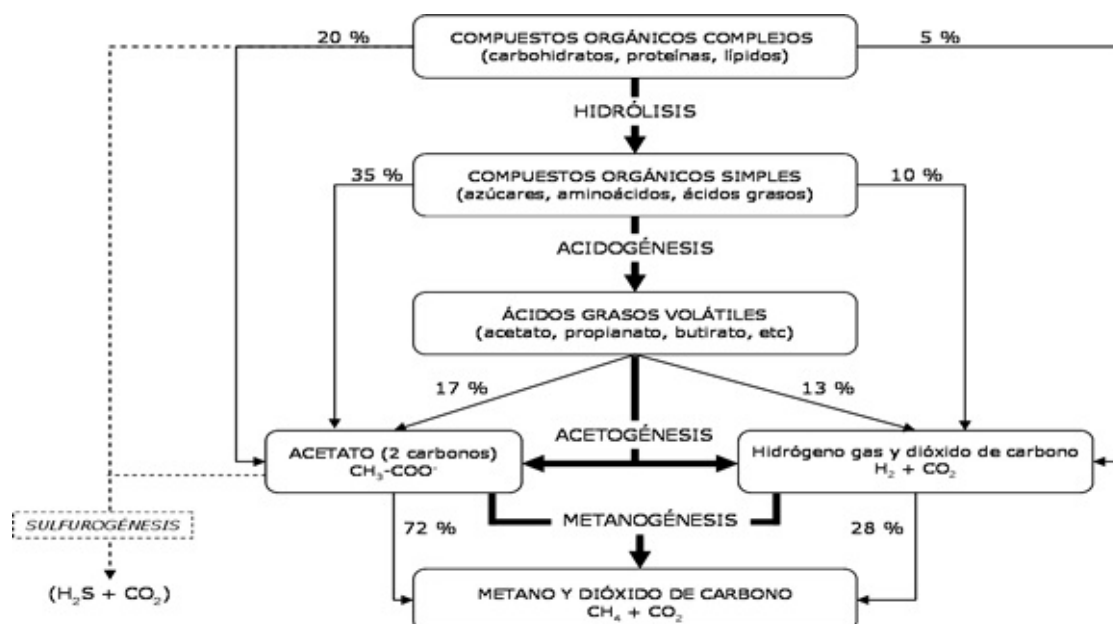 COMPUESTOS ORGÁNICOS COMPLEJOS
(carbohidratos, proteínas, lípidos)
20 %
5 %
HIDRÓLISIS
COMPUESTOS ORGÁNICOS SIMPLES
(azúcares, aminoácidos, ácidos grasos)
35 %
10 %
ACIDOGÉNESIS
ÁCIDOS GRASOS VOLÁTILES
(acetato, propianato, butirato, etc)
17 %
13 %
ACETOGÉNESIS
ACETATO (2 carbonos)
CH₃-COO⁻
Hidrógeno gas y dióxido de carbono
H₂ + CO₂
SULFUROGÉNESIS
72 %
METANOGÉNESIS
28 %
(H₂S + CO₂)
METANO Y DIÓXIDO DE CARBONO
CH₄ + CO₂